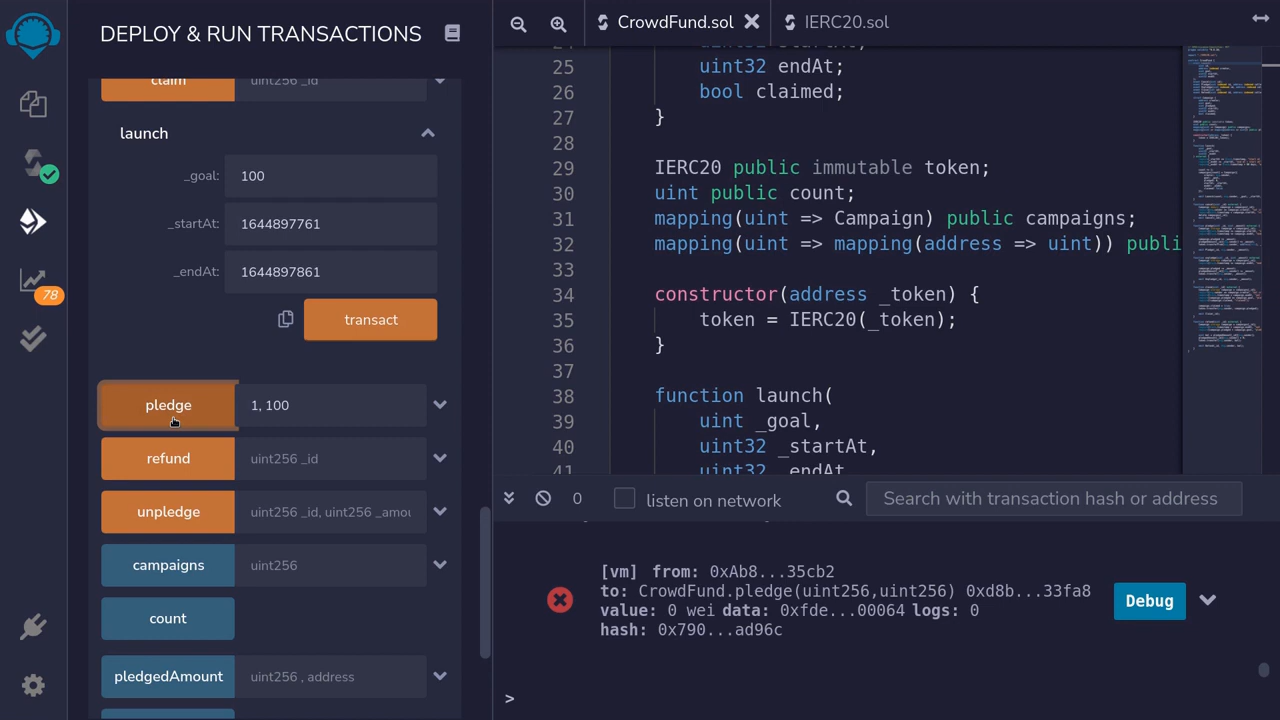 DEPLOY & RUN TRANSACTIONS
claim uint256 _id
launch
_goal: 100
_startAt: 1644897761
_endAt: 1644897861
transact
78
pledge 1, 100
refund uint256 _id
unpledge uint256 _id, uint256 _amou
campaigns uint256
count
pledgedAmount uint256 , address
CrowdFund.sol IERC20.sol
25 uint32 endAt;
26 bool claimed;
27 }
28
29 IERC20 public immutable token;
30 uint public count;
31 mapping(uint => Campaign) public campaigns;
32 mapping(uint => mapping(address => uint)) publi
33
34 constructor(address _token) {
35 token = IERC20(_token);
36 }
37
38 function launch(
39 uint _goal,
40 uint32 _startAt,
41 uint32 _endAt
0 listen on network Search with transaction hash or address
[vm] from: 0xAb8...35cb2
to: CrowdFund.pledge(uint256,uint256) 0xd8b...33fa8
value: 0 wei data: 0xfde...00064 logs: 0
hash: 0x790...ad96c
Debug
>